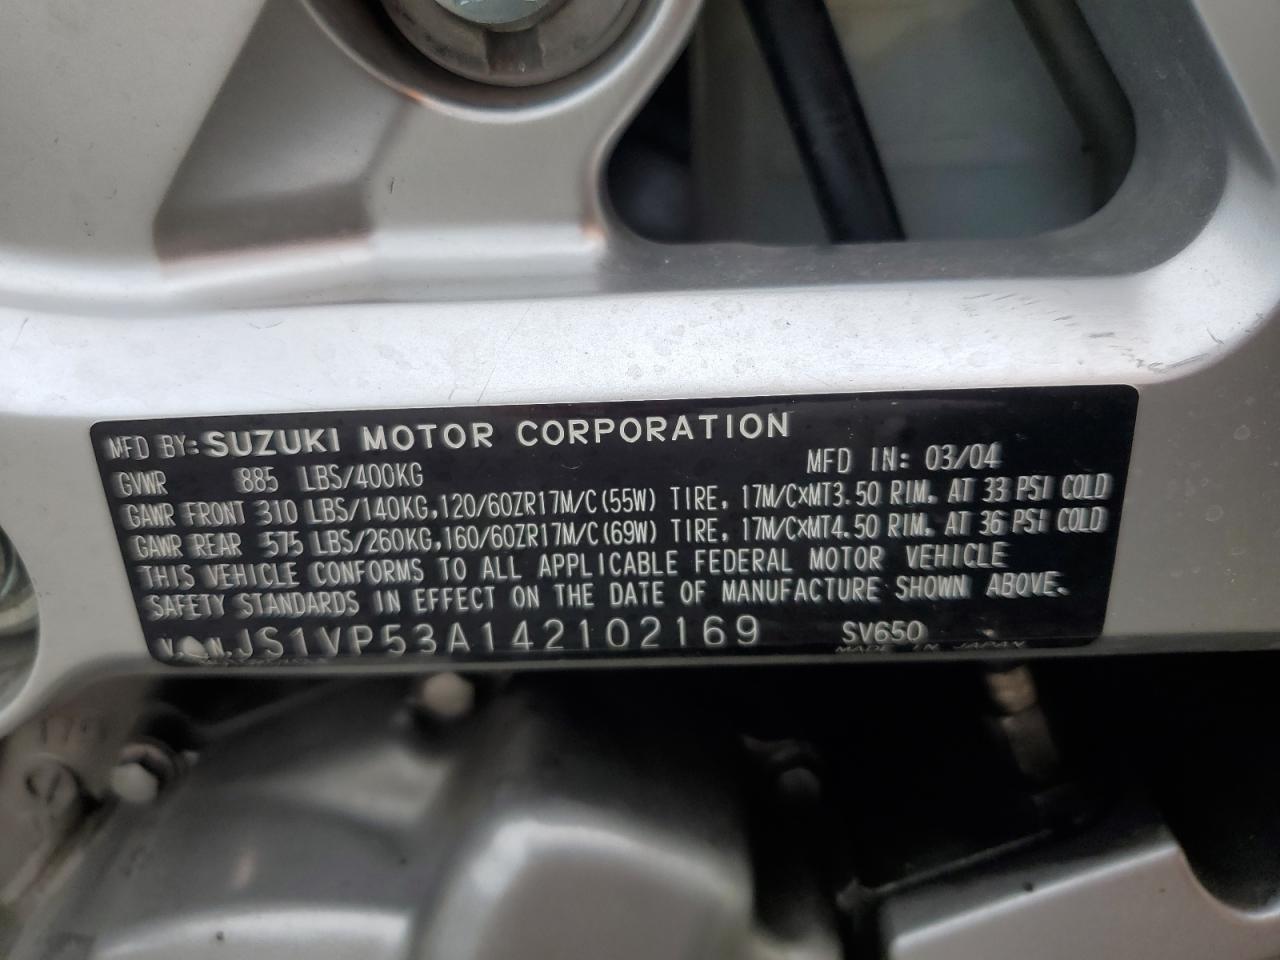 MFD BY: SUZUKI MOTOR CORPORATION
GVWR 885 LBS/400KG MFD IN: 03/04
GAWR FRONT 310 LBS/140KG,120/60ZR17M/C(55W) TIRE, 17M/C×MT3.50 RIM, AT 33 PSI COLD
GAWR REAR 575 LBS/260KG,160/60ZR17M/C(69W) TIRE, 17M/C×MT4.50 RIM, AT 36 PSI COLD
THIS VEHICLE CONFORMS TO ALL APPLICABLE FEDERAL MOTOR VEHICLE
SAFETY STANDARDS IN EFFECT ON THE DATE OF MANUFACTURE SHOWN ABOVE.
V.I.N. JS1VP53A142102169 SV650
MADE IN JAPAN